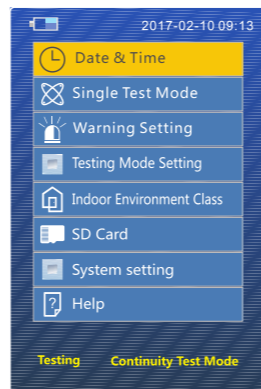 2017-02-10 09:13
Date & Time
Single Test Mode
Warning Setting
Testing Mode Setting
Indoor Environment Class
SD Card
System setting
? Help
Testing Continuity Test Mode